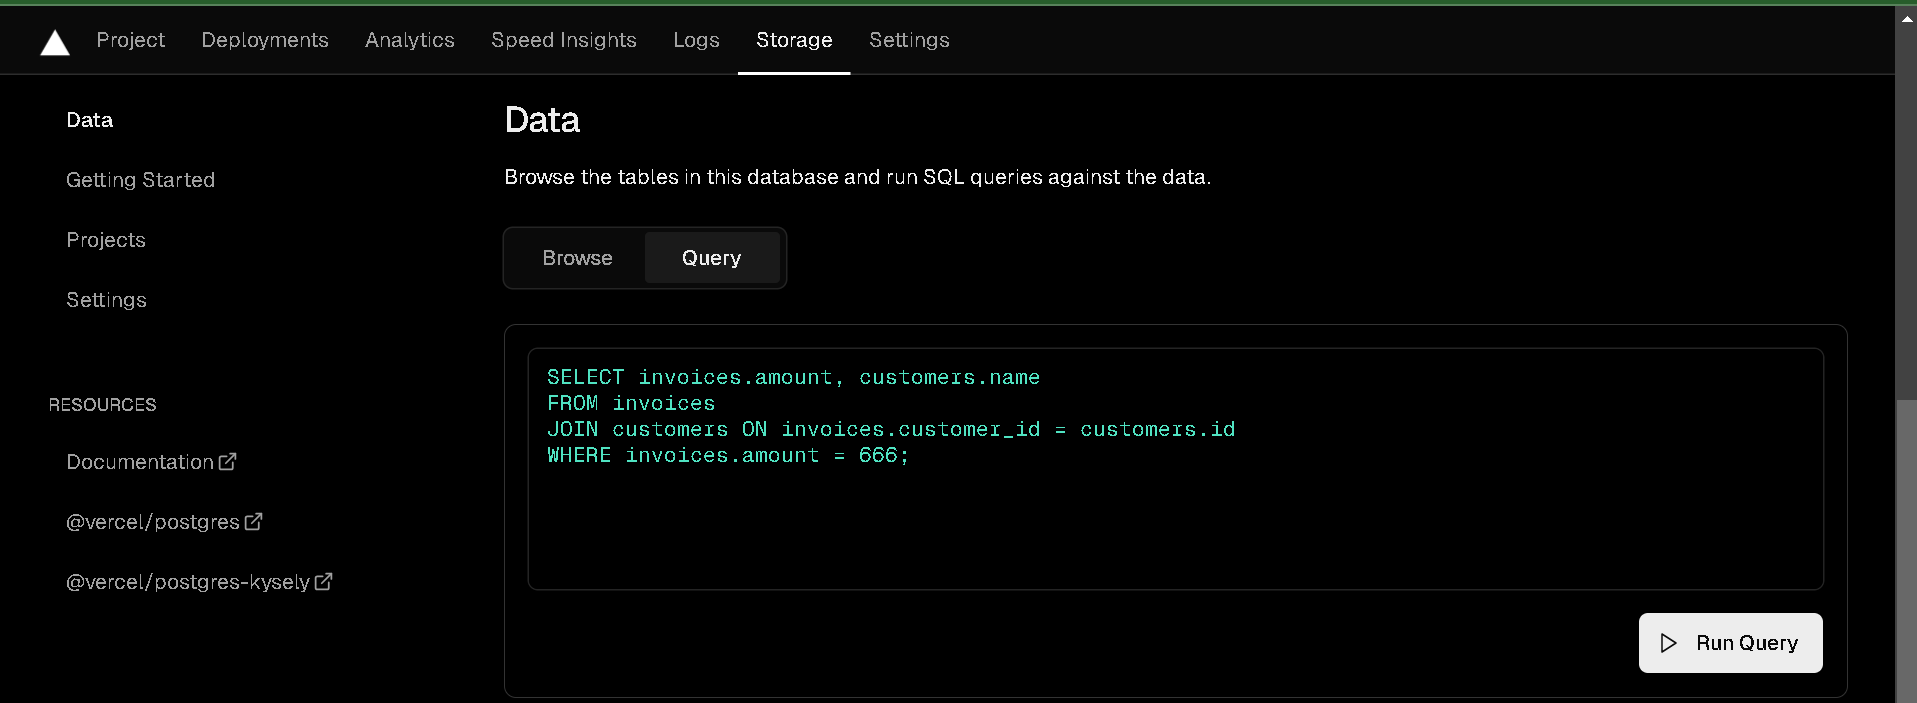 Project Deployments Analytics Speed Insights Logs Storage Settings
Data
Getting Started
Projects
Settings
RESOURCES
Documentation
@vercel/postgres
@vercel/postgres-kysely
Data
Browse the tables in this database and run SQL queries against the data.
Browse Query
SELECT invoices.amount, customers.name
FROM invoices
JOIN customers ON invoices.customer_id = customers.id
WHERE invoices.amount = 666;
Run Query